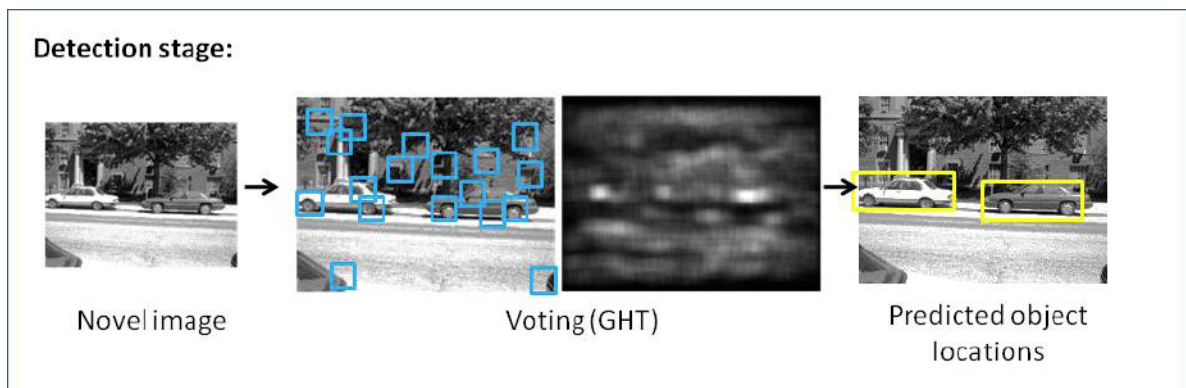 Detection stage:
Novel image
Voting (GHT)
Predicted object
locations